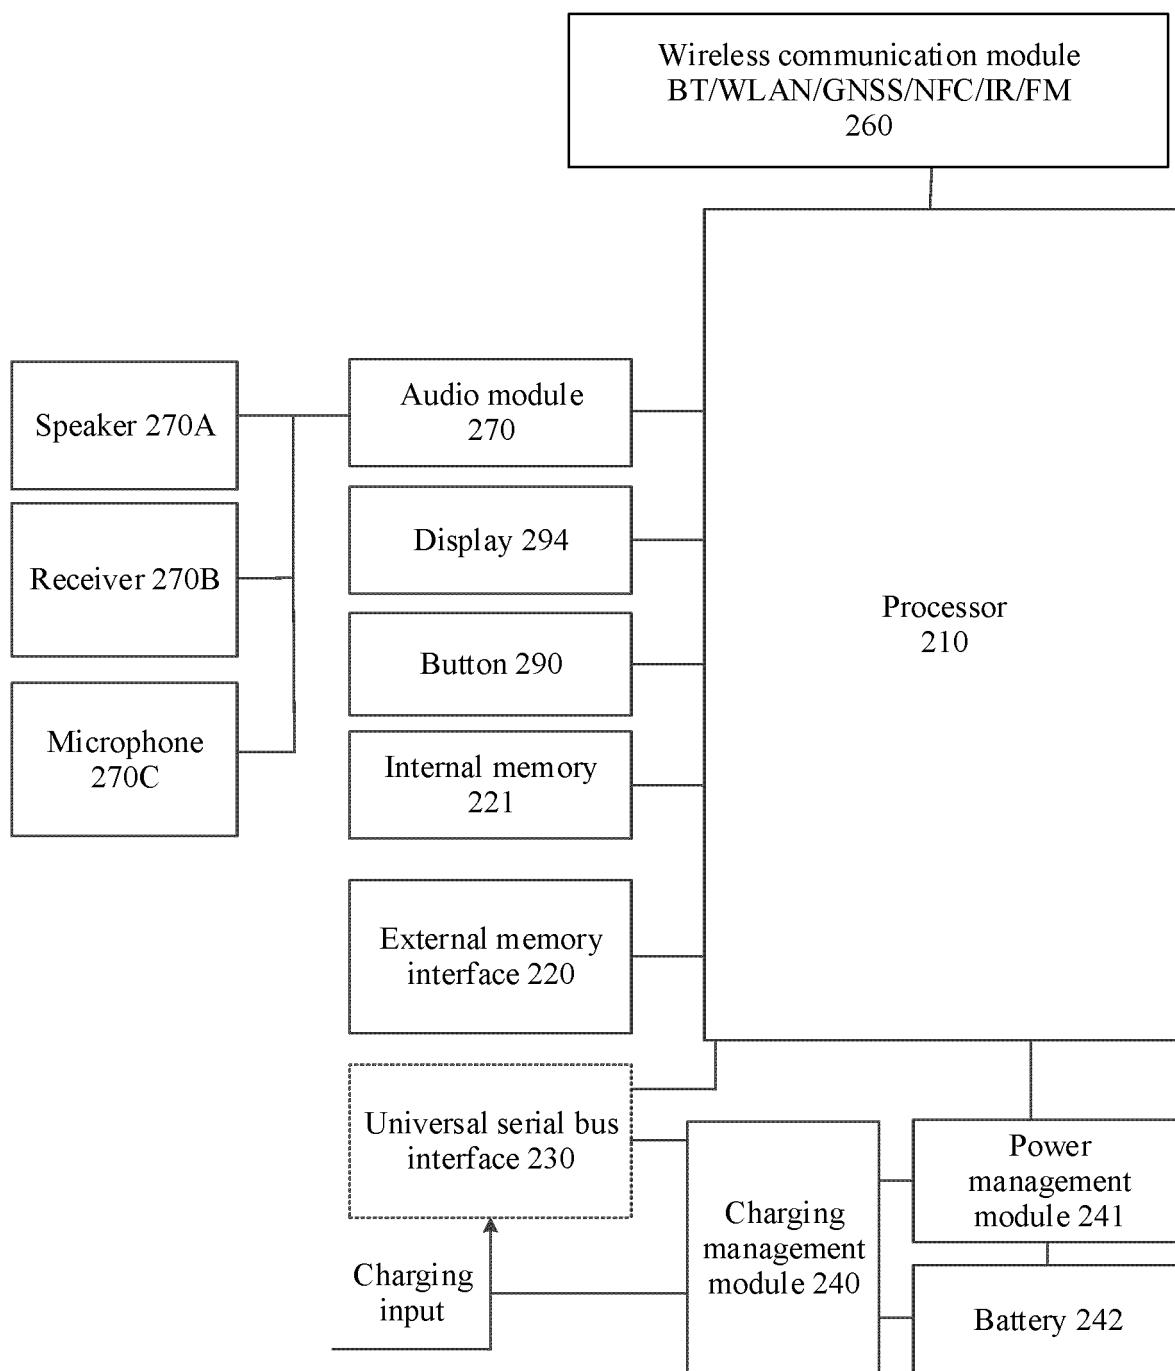 Wireless communication module
BT/WLAN/GNSS/NFC/IR/FM
260
Speaker 270A
Receiver 270B
Microphone
270C
Audio module
270
Display 294
Button 290
Internal memory
221
External memory
interface 220
Universal serial bus
interface 230
Charging
input
Processor
210
Charging
management
module 240
Power
management
module 241
Battery 242